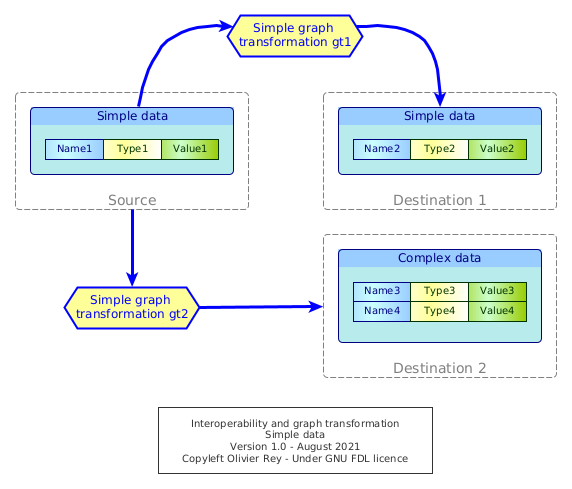 Simple graph
transformation gt1
Simple data
Name1 Type1 Value1
Source
Simple data
Name2 Type2 Value2
Destination 1
Simple graph
transformation gt2
Complex data
Name3 Type3 Value3
Name4 Type4 Value4
Destination 2
Interoperability and graph transformation
Simple data
Version 1.0 - August 2021
Copyleft Olivier Rey - Under GNU FDL licence